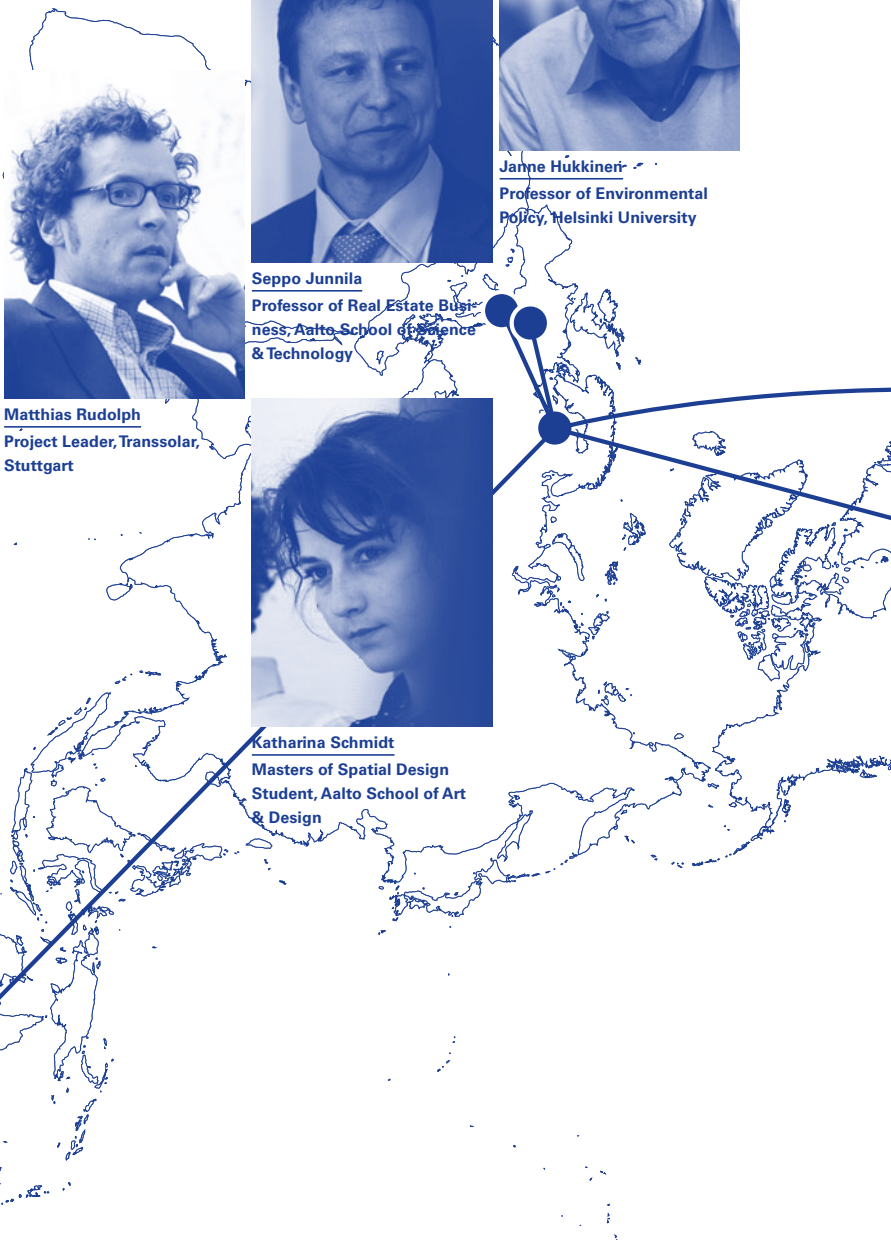 Janne Hukkinen
Professor of Environmental
Policy, Helsinki University
Seppo Junnila
Professor of Real Estate Busi-
ness, Aalto School of Science
& Technology
Matthias Rudolph
Project Leader, Transsolar,
Stuttgart
Katharina Schmidt
Masters of Spatial Design
Student, Aalto School of Art
& Design